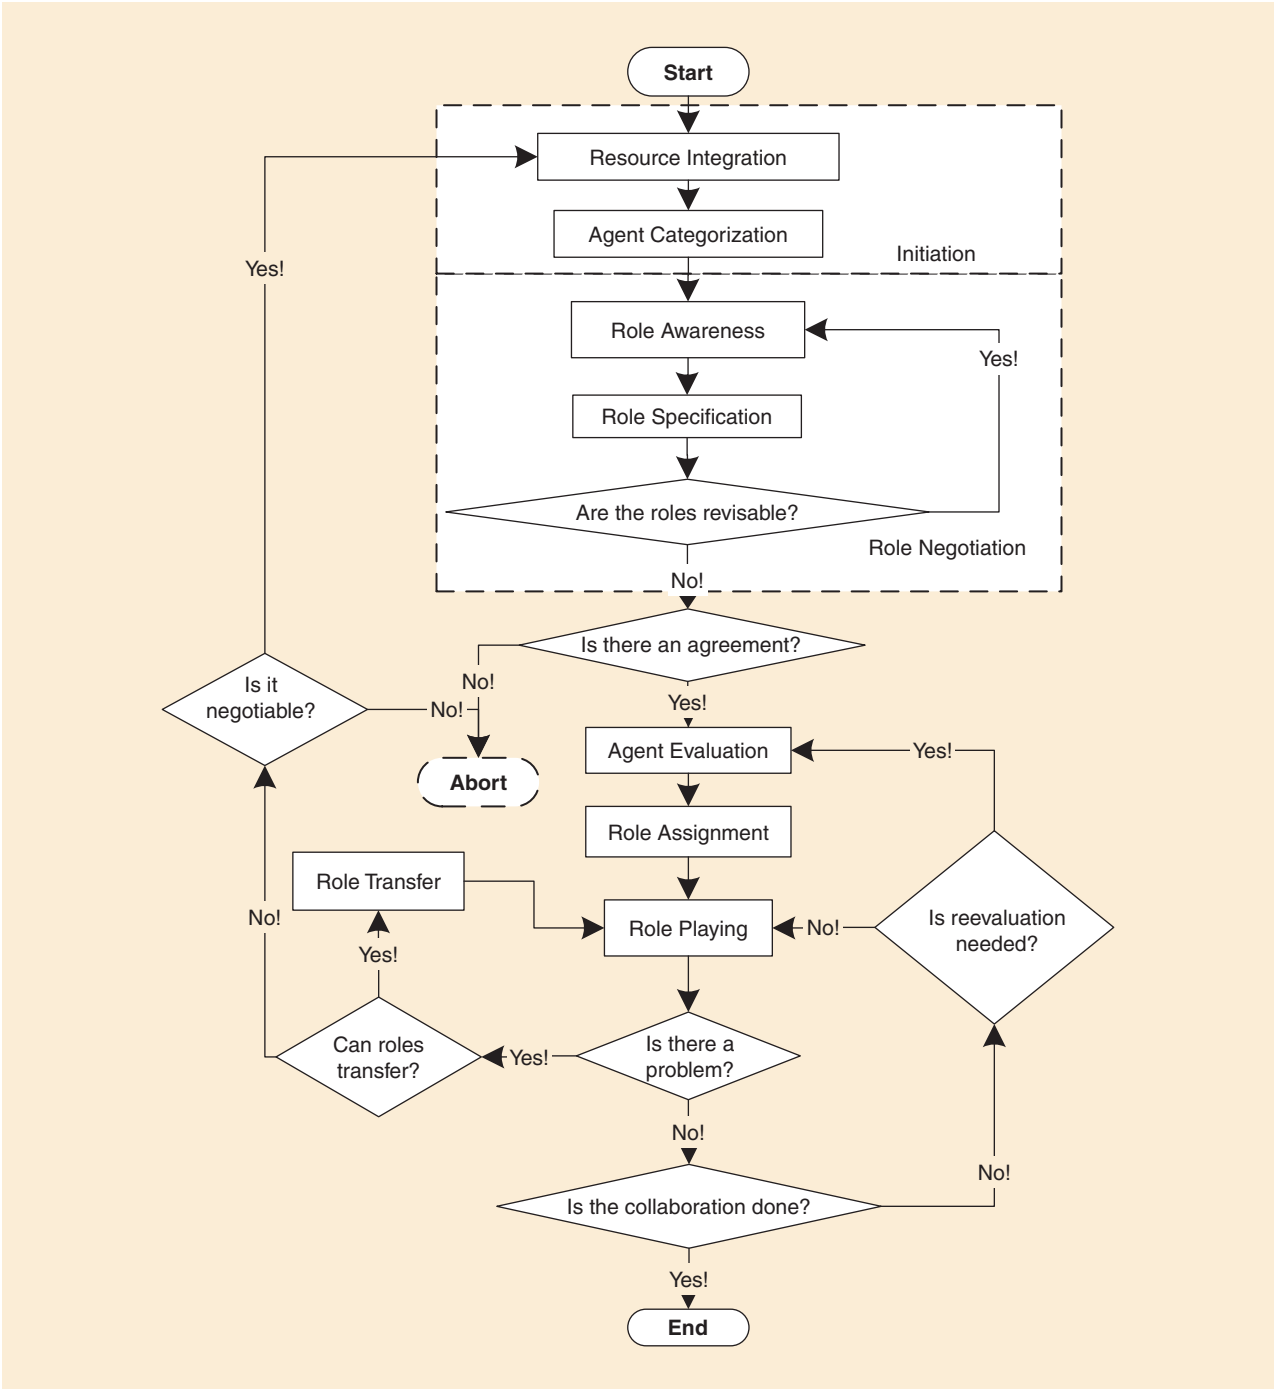 Start
Resource Integration
Agent Categorization
Initiation
Yes!
Role Awareness
Yes!
Role Specification
Are the roles revisable?
Role Negotiation
No!
Is there an agreement?
No!
Yes!
Is it
negotiable?
No!
Abort
Agent Evaluation
Yes!
Role Assignment
Role Transfer
Role Playing
No!
Is reevaluation
needed?
No!
Yes!
Can roles
transfer?
Yes!
Is there a
problem?
No!
Is the collaboration done?
No!
Yes!
End